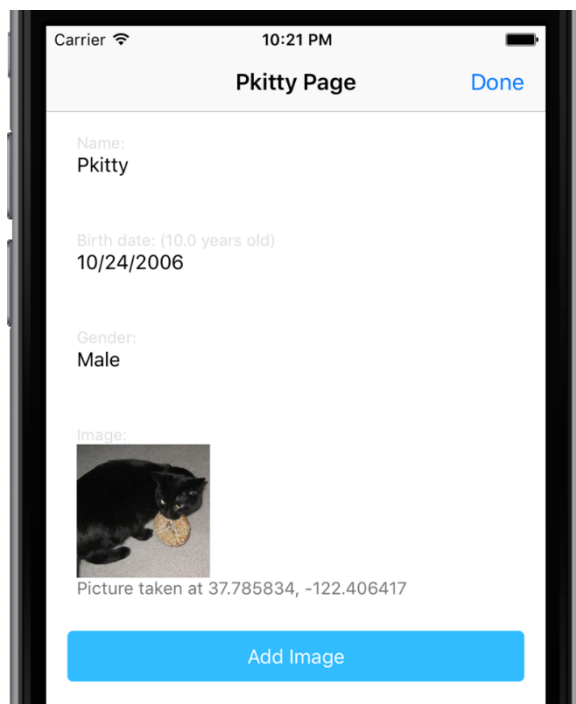 Carrier 10:21 PM
Pkitty Page Done
Name:
Pkitty
Birth date: (10.0 years old)
10/24/2006
Gender:
Male
Image:
Picture taken at 37.785834, -122.406417
Add Image